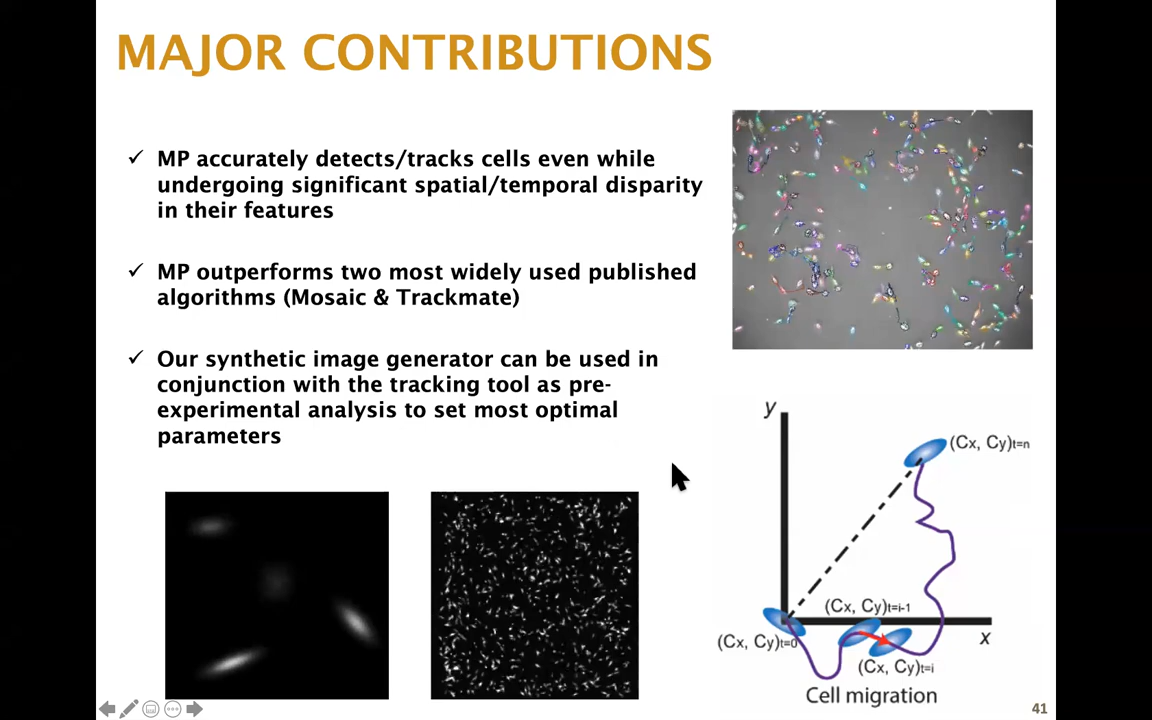 MAJOR CONTRIBUTIONS
✓ MP accurately detects/tracks cells even while
undergoing significant spatial/temporal disparity
in their features
✓ MP outperforms two most widely used published
algorithms (Mosaic & Trackmate)
✓ Our synthetic image generator can be used in
conjunction with the tracking tool as pre-
experimental analysis to set most optimal
parameters
y
(Cx, Cy)t=n
(Cx, Cy)t=i-1
(Cx, Cy)t=0
x
(Cx, Cy)t=i
Cell migration
41